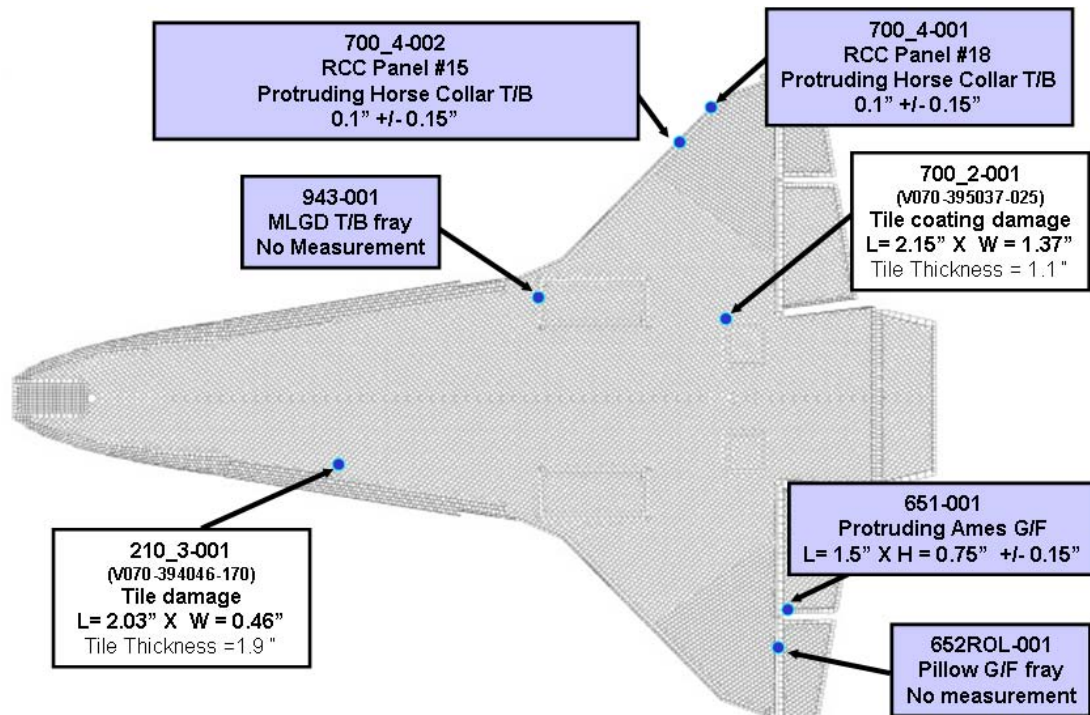 700_4-002
RCC Panel #15
Protruding Horse Collar T/B
0.1” +/- 0.15”
700_4-001
RCC Panel #18
Protruding Horse Collar T/B
0.1” +/- 0.15”
943-001
MLGD T/B fray
No Measurement
700_2-001
(V070-395037-025)
Tile coating damage
L= 2.15” X W = 1.37”
Tile Thickness = 1.1 "
210_3-001
(V070-394046-170)
Tile damage
L= 2.03” X W = 0.46”
Tile Thickness =1.9 "
651-001
Protruding Ames G/F
L= 1.5” X H = 0.75” +/- 0.15”
652ROL-001
Pillow G/F fray
No measurement